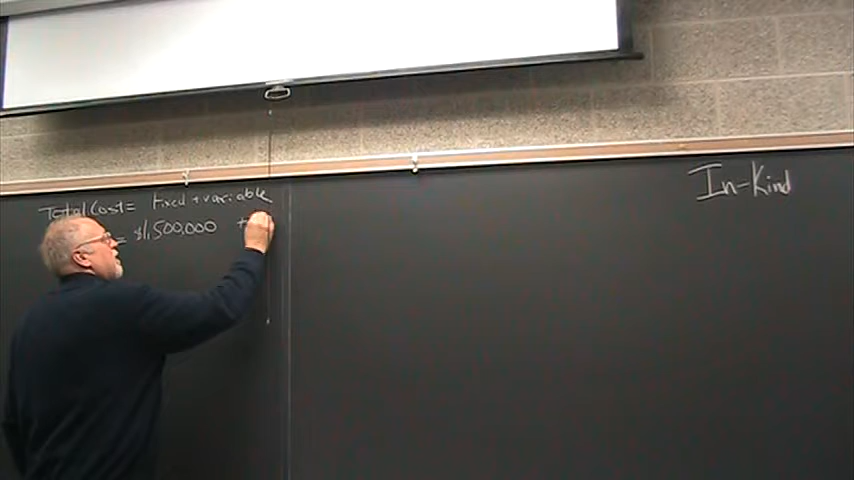 Total Cost = Fixed + variable
= $1,500,000 +
In-Kind